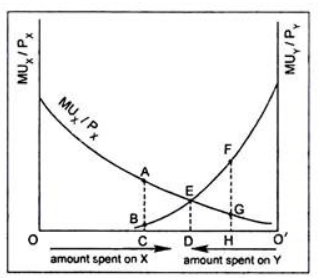 MUX / PX
MUY / PY
MUX / PX
A
F
E
B
G
O
C
D
H
O'
amount spent on X
amount spent on Y